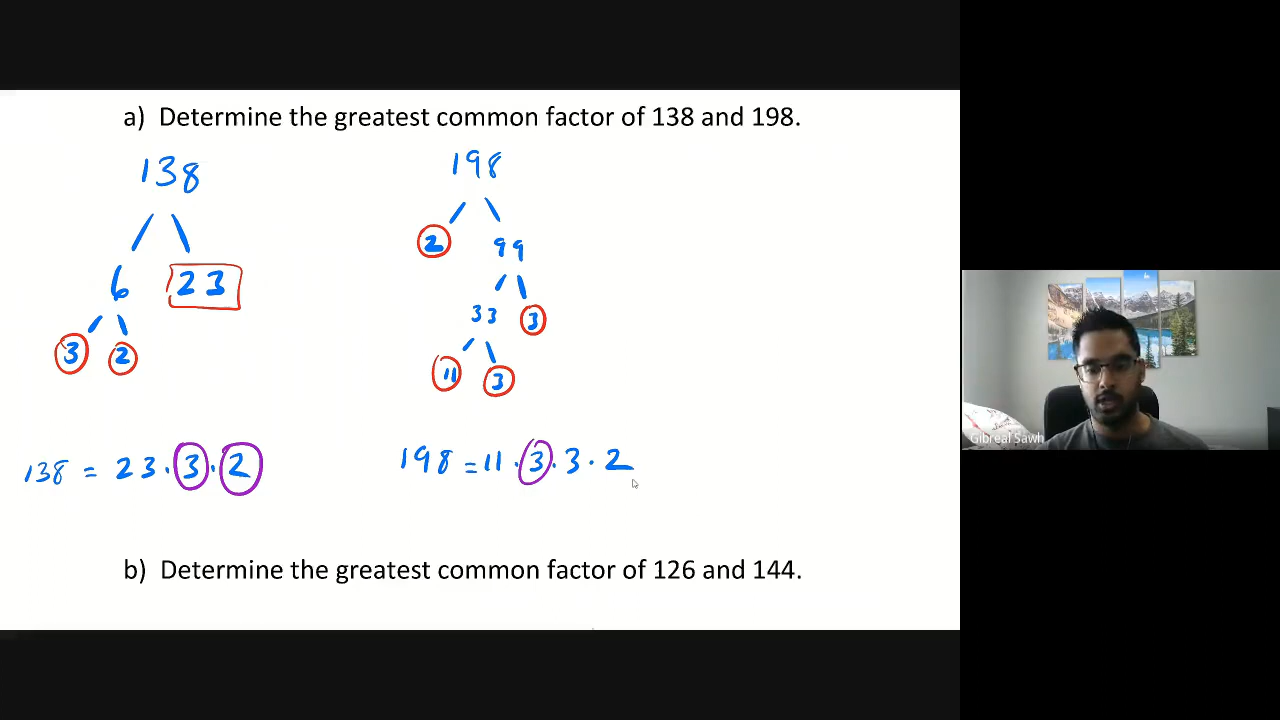 a) Determine the greatest common factor of 138 and 198.
138
198
6 23
3 2
2 99
33 3
11 3
138 = 23 · 3 · 2
198 = 11 · 3 · 3 · 2
b) Determine the greatest common factor of 126 and 144.
Gibreal Sawh